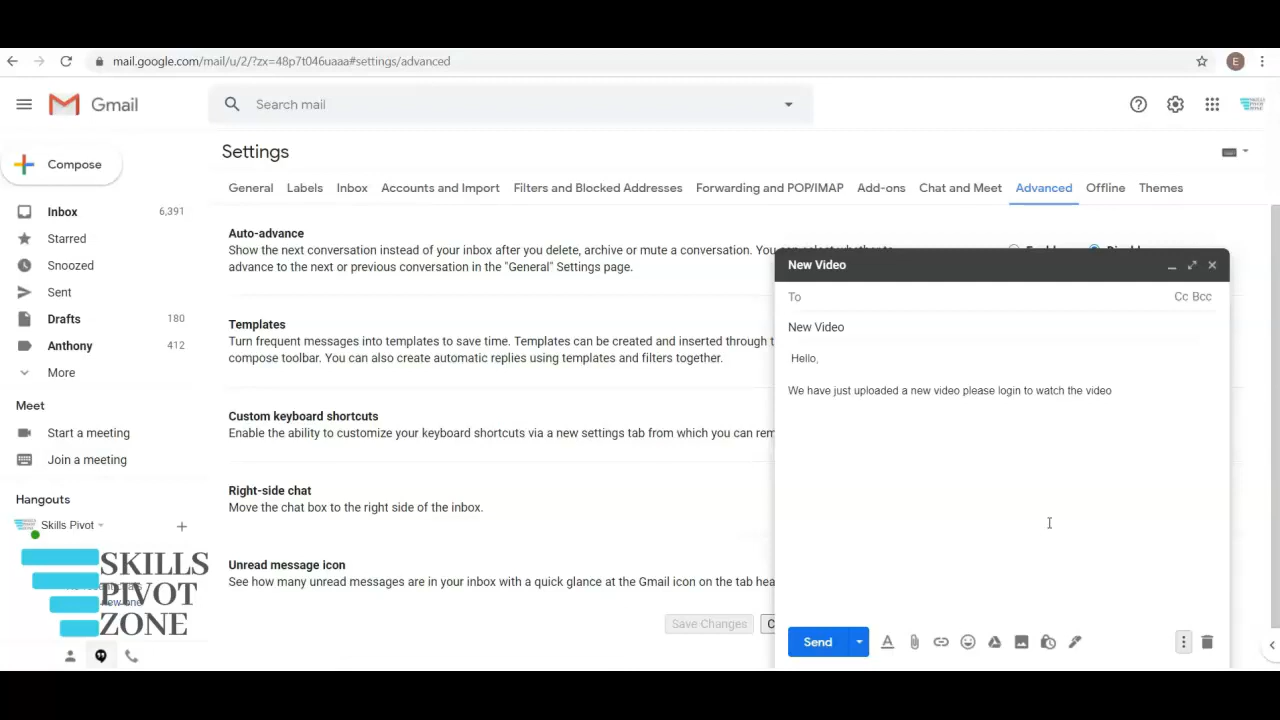 mail.google.com/mail/u/2/?zx=48p7t046uaaa#settings/advanced
E
Gmail
Search mail
Settings
Compose
General Labels Inbox Accounts and Import Filters and Blocked Addresses Forwarding and POP/IMAP Add-ons Chat and Meet Advanced Offline Themes
Inbox 6,391
Starred
Snoozed
Sent
Drafts 180
Anthony 412
More
Meet
Start a meeting
Join a meeting
Hangouts
Skills Pivot
SKILLS
PIVOT
ZONE
Auto-advance
Show the next conversation instead of your inbox after you delete, archive or mute a conversation. You can select whether to
advance to the next or previous conversation in the "General" Settings page.
Templates
Turn frequent messages into templates to save time. Templates can be created and inserted through t
compose toolbar. You can also create automatic replies using templates and filters together.
Custom keyboard shortcuts
Enable the ability to customize your keyboard shortcuts via a new settings tab from which you can rem
Right-side chat
Move the chat box to the right side of the inbox.
Unread message icon
See how many unread messages are in your inbox with a quick glance at the Gmail icon on the tab hea
Save Changes C
New Video
To Cc Bcc
New Video
Hello,
We have just uploaded a new video please login to watch the video
Send